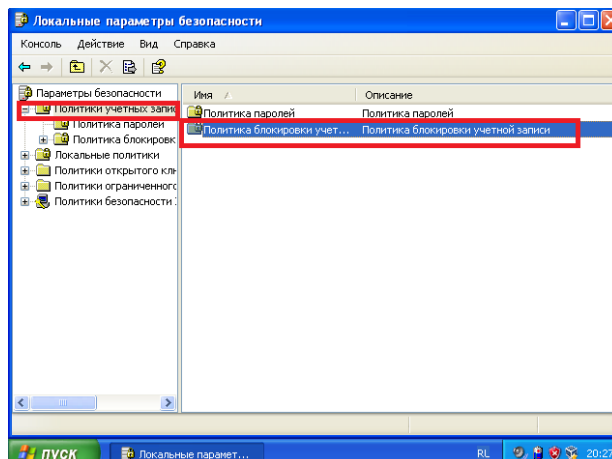 Локальные параметры безопасности
Консоль Действие Вид Справка
Параметры безопасности
Политики учетных запис
Политика паролей
Политика блокировк
Локальные политики
Политики открытого клю
Политики ограниченного
Политики безопасности
Имя Описание
Политика паролей Политика паролей
Политика блокировки учет... Политика блокировки учетной записи
пуск Локальные парамет... RL 20:27